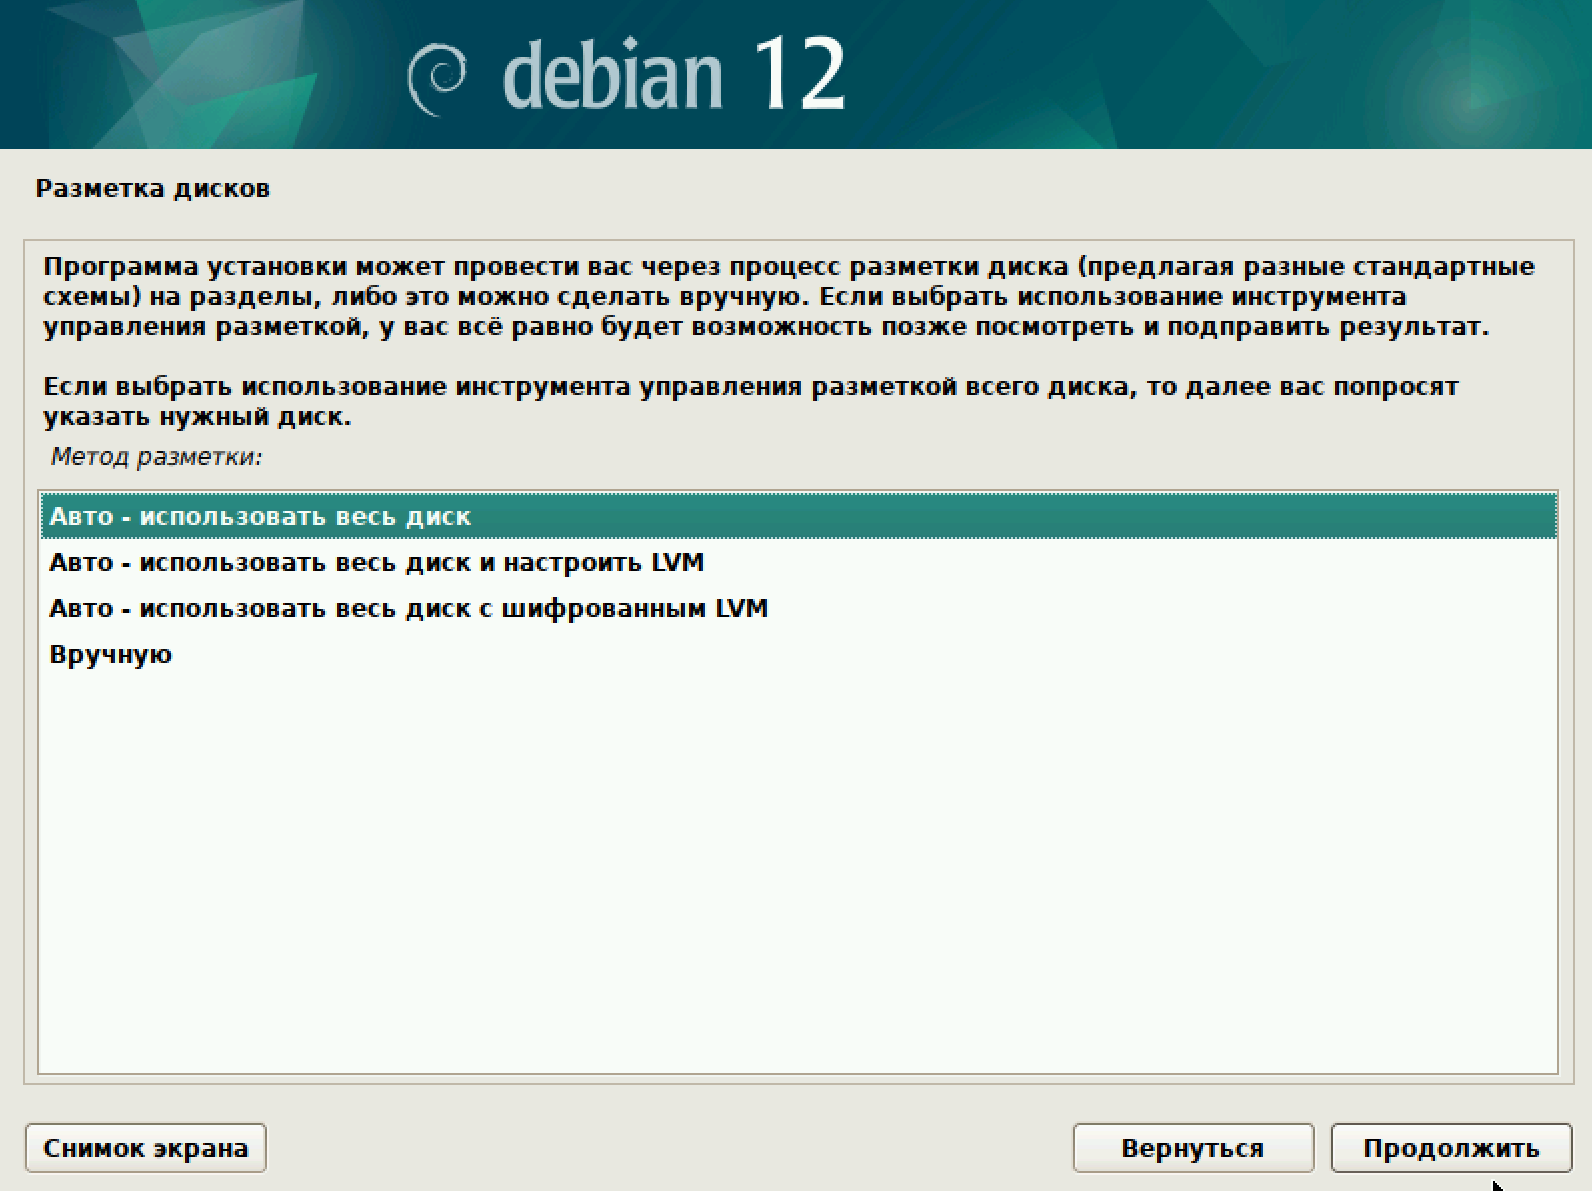 debian 12
Разметка дисков
Программа установки может провести вас через процесс разметки диска (предлагая разные стандартные
схемы) на разделы, либо это можно сделать вручную. Если выбрать использование инструмента
управления разметкой, у вас всё равно будет возможность позже посмотреть и подправить результат.
Если выбрать использование инструмента управления разметкой всего диска, то далее вас попросят
указать нужный диск.
Метод разметки:
Авто - использовать весь диск
Авто - использовать весь диск и настроить LVM
Авто - использовать весь диск с шифрованным LVM
Вручную
Снимок экрана
Вернуться
Продолжить